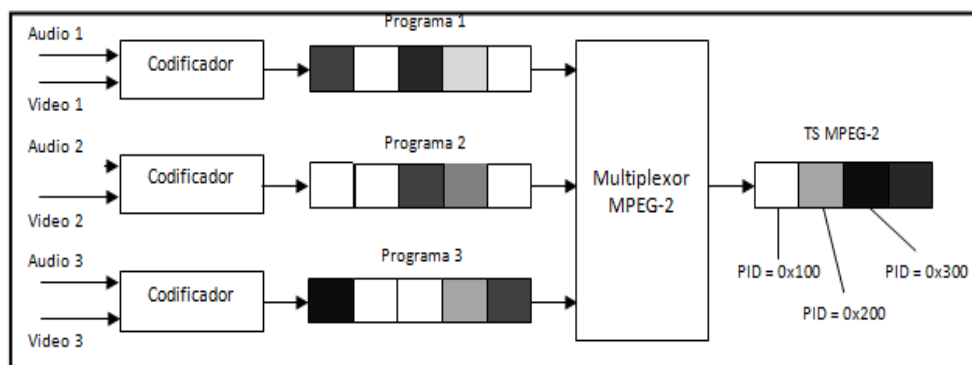 Audio 1
Codificador
Video 1
Programa 1
Audio 2
Codificador
Video 2
Programa 2
Audio 3
Codificador
Video 3
Programa 3
Multiplexor
MPEG-2
TS MPEG-2
PID = 0x100
PID = 0x200
PID = 0x300